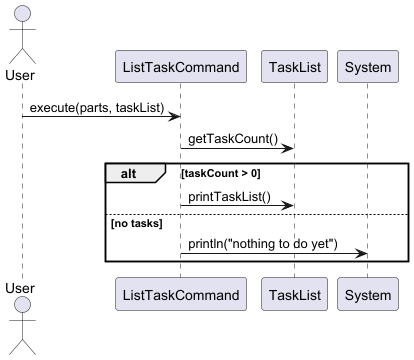 User
ListTaskCommand
TaskList
System
execute(parts, taskList)
getTaskCount()
alt
[taskCount > 0]
printTaskList()
[no tasks]
println("nothing to do yet")
User
ListTaskCommand
TaskList
System